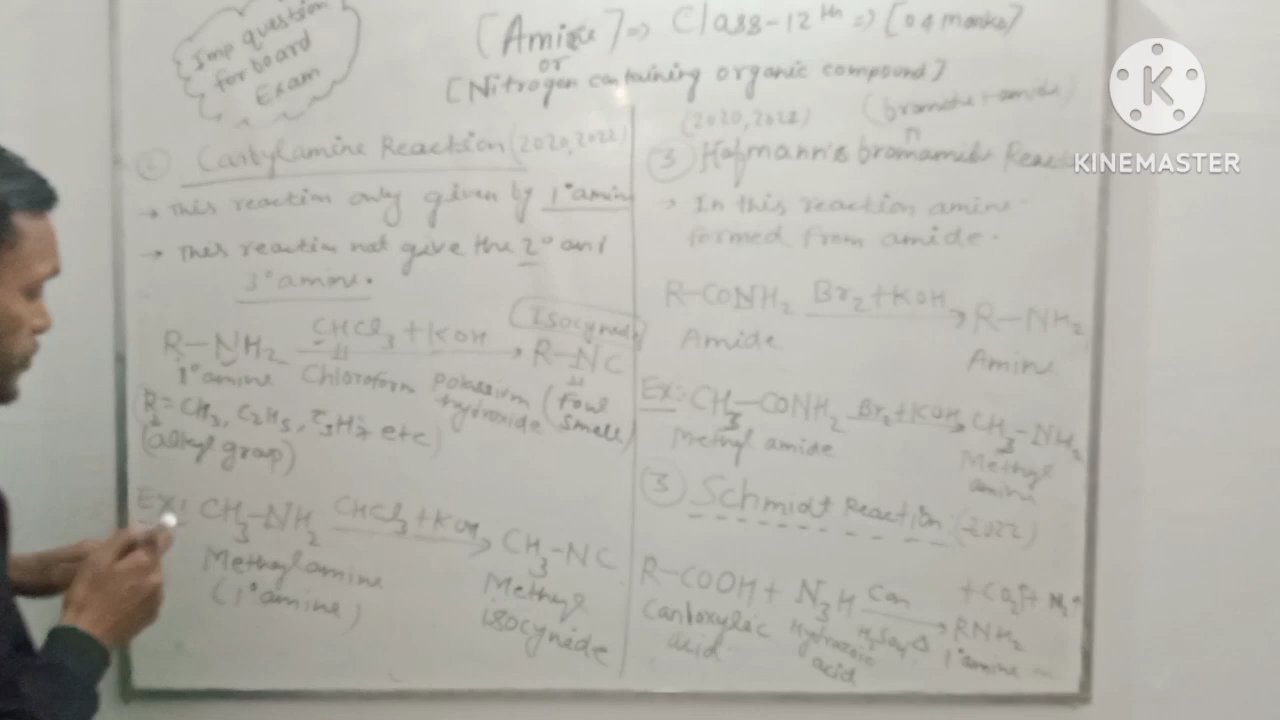 Imp question
for board
Exam
[Amine] => Class-12th => [04 marks]
or
[Nitrogen containing organic compound]
Carbylamine Reaction (2020, 2022)
→ This reaction only given by 1° amin
→ This reaction not give the 2° and
3° amine.
R-NH2 CHCl3 + KOH → R-NC
Isocynide
1° amine Chloroform Potassium hydroxide (Foul smell)
R = CH3, C2H5, C3H7 etc)
(alkyl group)
Ex: CH3-NH2 CHCl3 + KOH → CH3-NC
Methylamine
(1° amine)
Methyl
isocynide
(2020, 2022) (bromine + amide)
③ Hofmann's bromamide React
→ In this reaction amine
formed from amide.
R-CONH2 Br2 + KOH → R-NH2
Amide Amin
Ex: CH3-CONH2 Br2 + KOH → CH3-NH2
Methyl amide Methyl amine
③ Schmidt Reaction (2022)
R-COOH + N3H Con H2SO4 Δ → RNH2 + CO2↑ + N2↑
Carboxylic acid Hydrazoic acid 1° amine
K
KINEMASTER